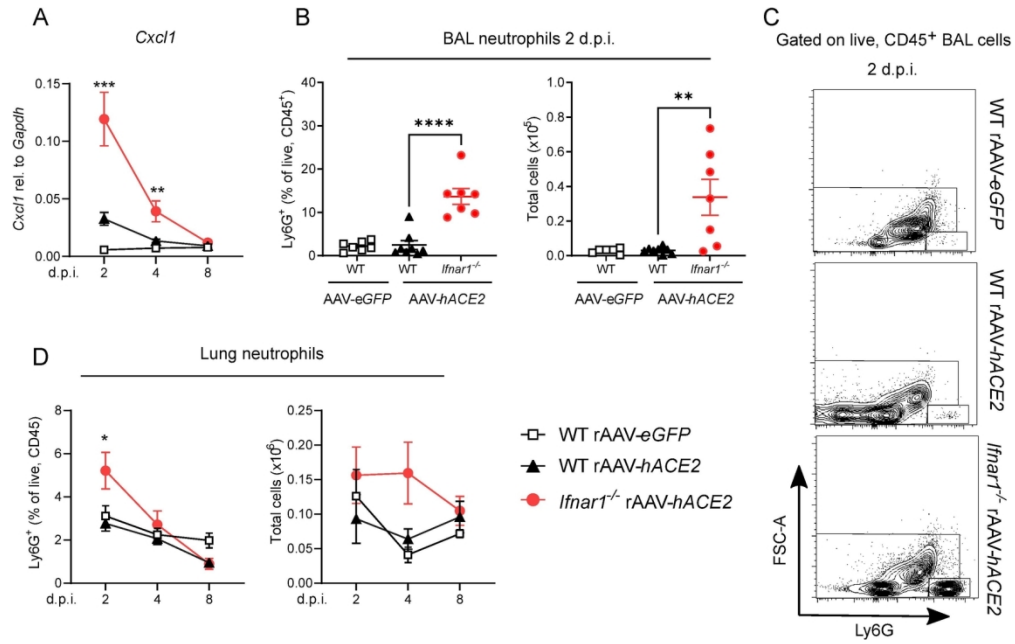 A
Cxcl1
Cxcl1 rel. to Gapdh
0.15
0.10
0.05
0.00
***
**
d.p.i. 2 4 8
B
BAL neutrophils 2 d.p.i.
Ly6G⁺ (% of live, CD45⁺)
40
30
20
10
0
****
WT WT Ifnar1⁻/⁻
AAV-eGFP AAV-hACE2
Total cells (x10⁵)
1.0
0.8
0.6
0.4
0.2
0.0
**
WT WT Ifnar1⁻/⁻
AAV-eGFP AAV-hACE2
C
Gated on live, CD45⁺ BAL cells
2 d.p.i.
WT rAAV-eGFP
WT rAAV-hACE2
Ifnar1⁻/⁻ rAAV-hACE2
FSC-A
Ly6G
D
Lung neutrophils
Ly6G⁺ (% of live, CD45)
8
6
4
2
0
*
d.p.i. 2 4 8
Total cells (x10⁶)
0.25
0.20
0.15
0.10
0.05
0.00
d.p.i. 2 4 8
WT rAAV-eGFP
WT rAAV-hACE2
Ifnar1⁻/⁻ rAAV-hACE2